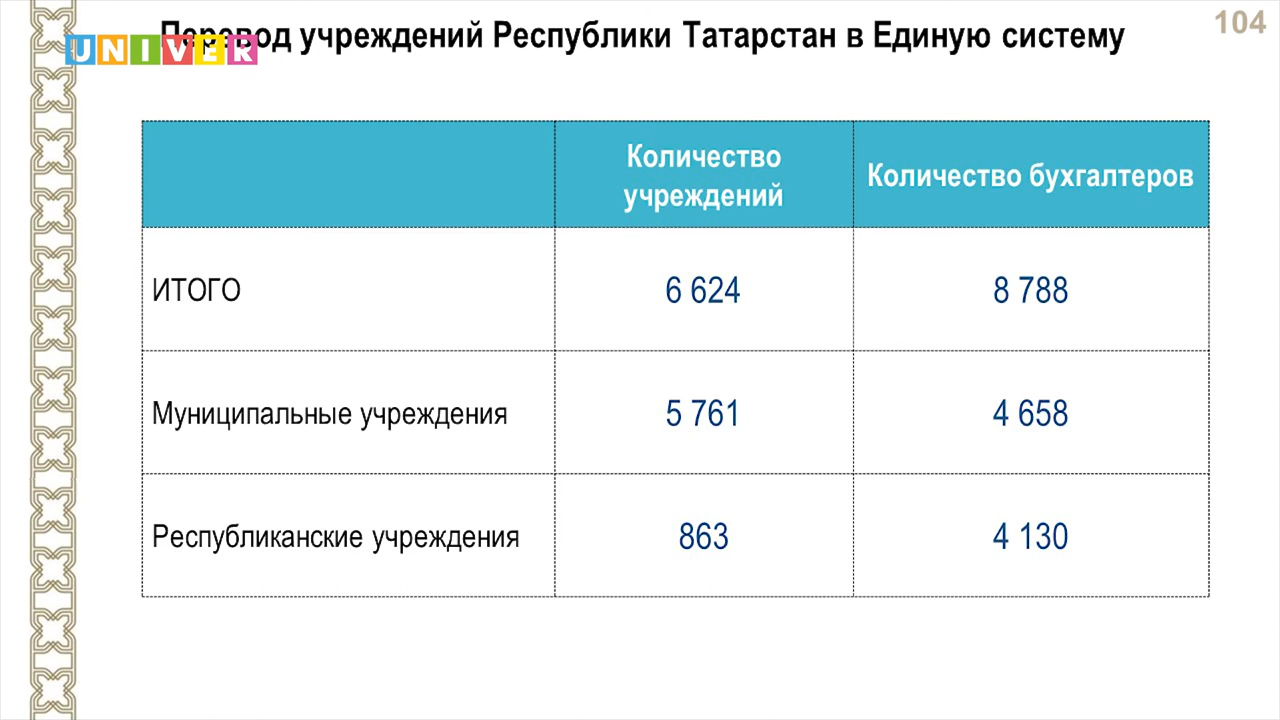 Перевод учреждений Республики Татарстан в Единую систему
104
UNIVER
Количество
учреждений
Количество бухгалтеров
ИТОГО
6 624
8 788
Муниципальные учреждения
5 761
4 658
Республиканские учреждения
863
4 130